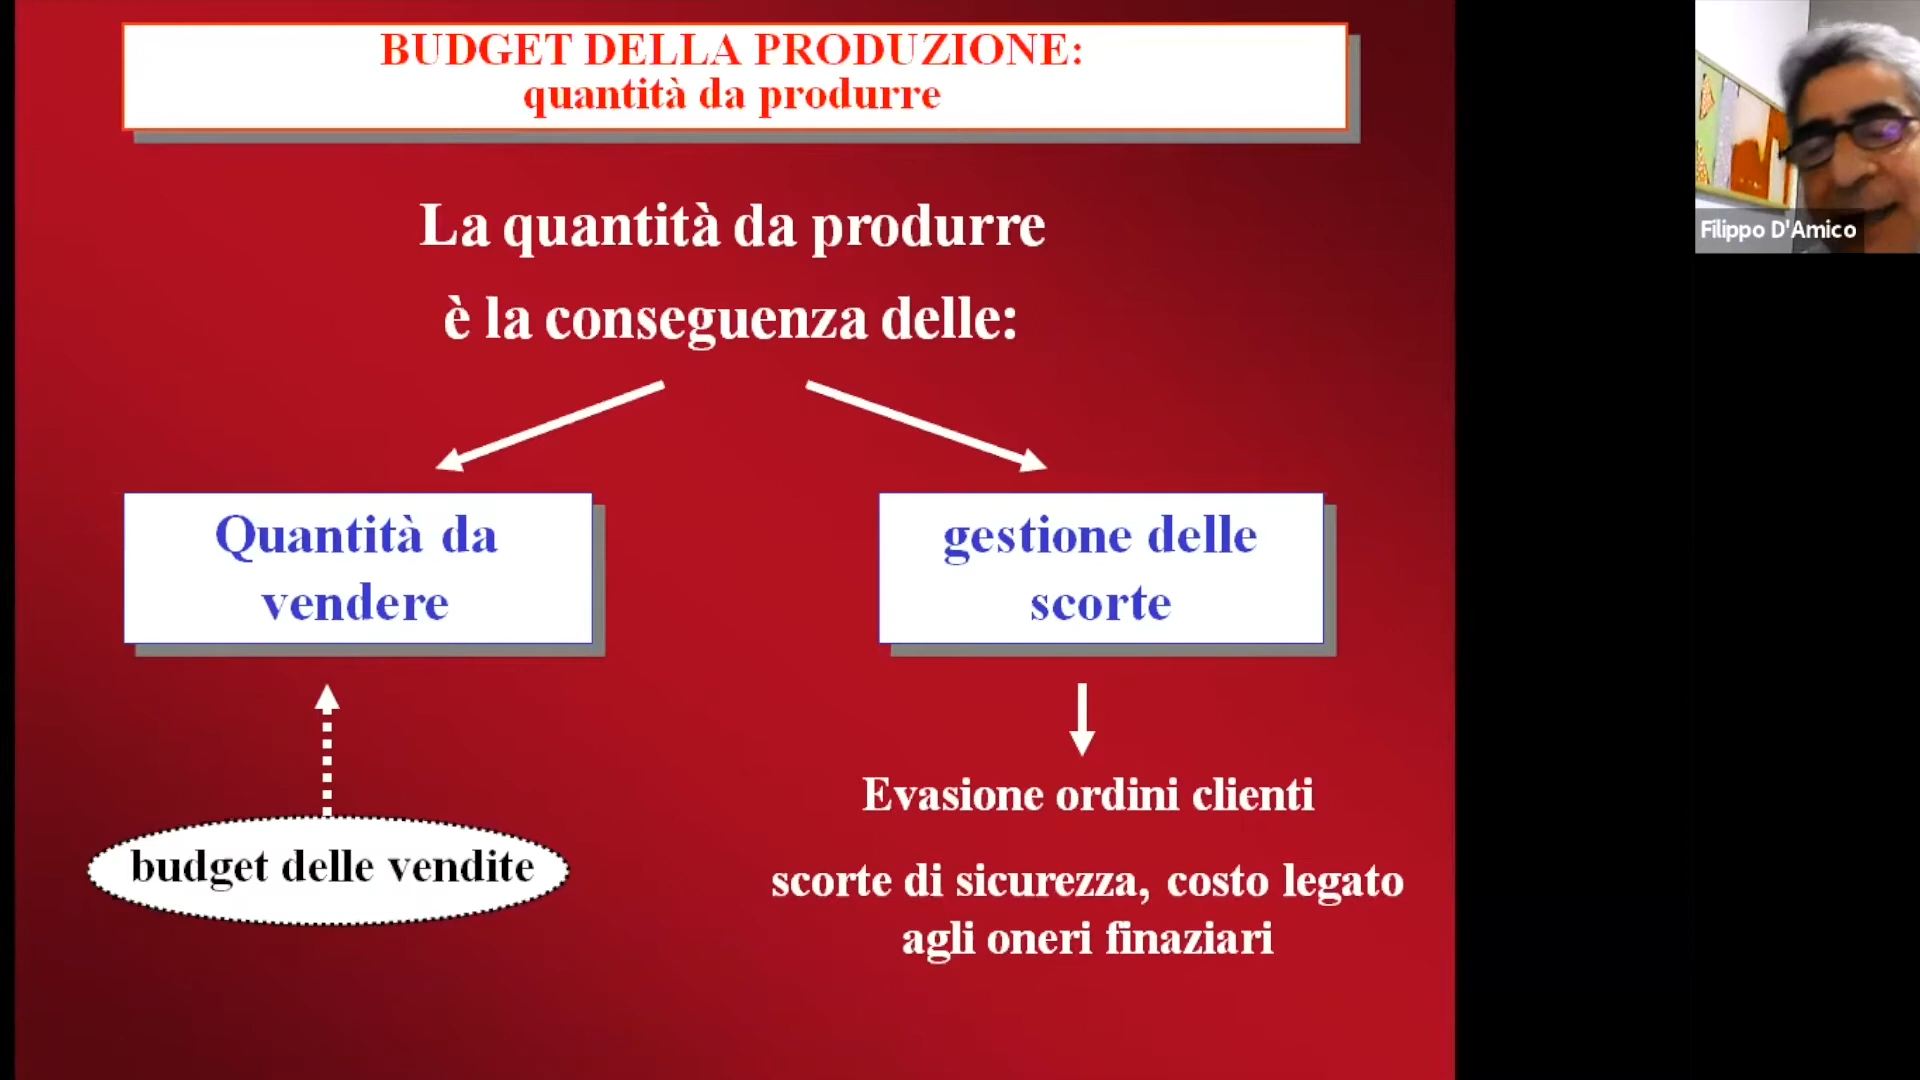 BUDGET DELLA PRODUZIONE:
quantità da produrre
La quantità da produrre
è la conseguenza delle:
Quantità da
vendere
gestione delle
scorte
budget delle vendite
Evasione ordini clienti
scorte di sicurezza, costo legato
agli oneri finaziari
Filippo D'Amico